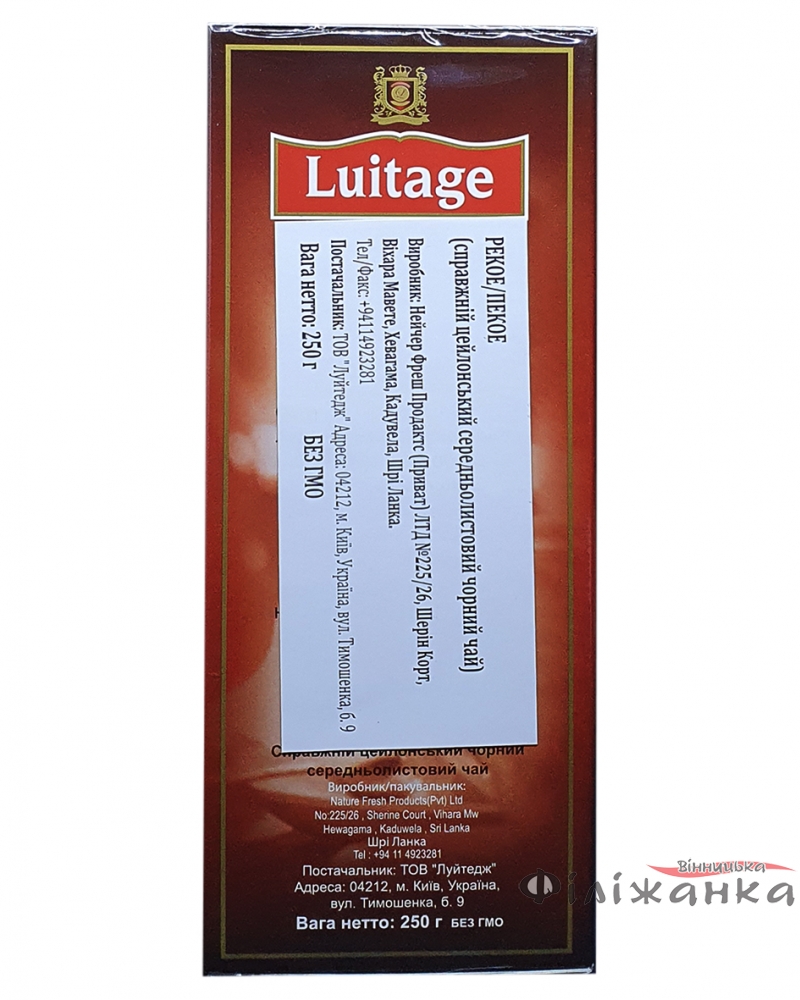 Luitage
РЕКОЕ/ПЕКОЕ
(справжній цейлонський середньолистовий чорний чай)
Виробник: Нейчер Фреш Продактс (Приват) ЛТД №225/26, Шерін Корт,
Віхара Мавете, Хевагама, Кадувела, Шрі Ланка.
Тел/Факс: +94114923281
Постачальник: ТОВ "Луйтедж" Адреса: 04212, м. Київ, Україна, вул. Тимошенка, б. 9
Вага нетто: 250 г БЕЗ ГМО
Справжній цейлонський чорний
середньолистовий чай
Виробник/пакувальник:
Nature Fresh Products(Pvt) Ltd
No.225/26 , Sherine Court , Vihara Mw
Hewagama , Kaduwela , Sri Lanka
Шрі Ланка
Tel : +94 11 4923281
Постачальник: ТОВ "Луйтедж"
Адреса: 04212, м. Київ, Україна,
вул. Тимошенка, б. 9
Вага нетто: 250 г БЕЗ ГМО
Вінницька
Філіжанка